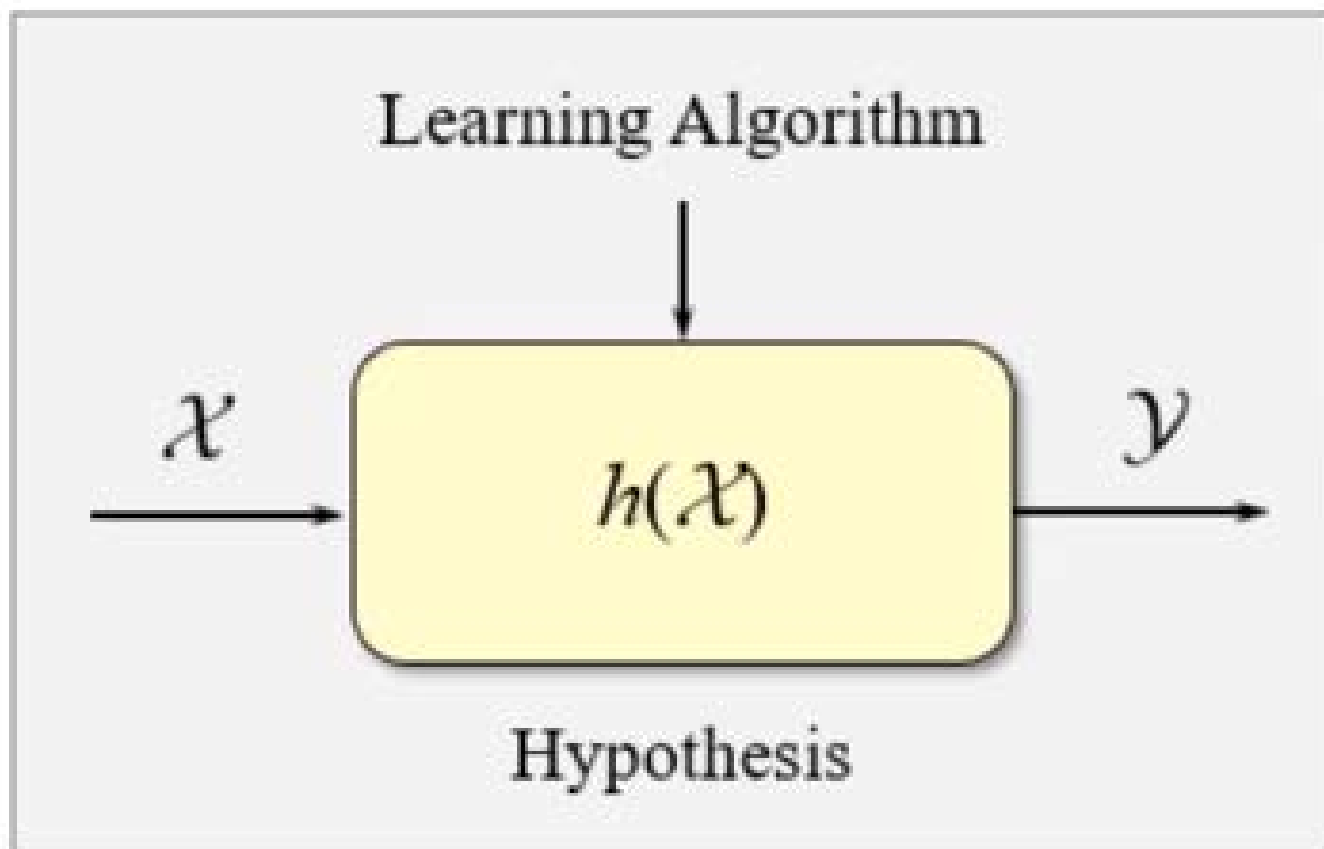 Learning Algorithm
𝒳
𝒴
h(𝒳)
Hypothesis